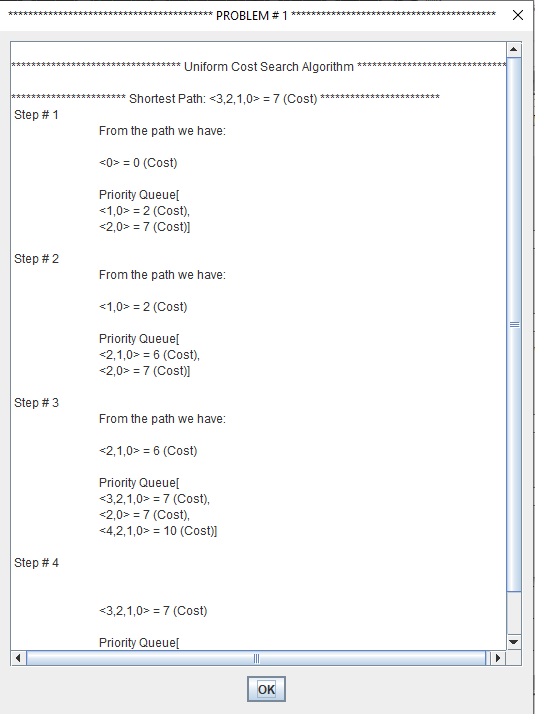 **************************************** PROBLEM # 1 ****************************************
********************************** Uniform Cost Search Algorithm ******************************
*********************** Shortest Path: <3,2,1,0> = 7 (Cost) ************************
Step # 1
From the path we have:
<0> = 0 (Cost)
Priority Queue[
<1,0> = 2 (Cost),
<2,0> = 7 (Cost)]
Step # 2
From the path we have:
<1,0> = 2 (Cost)
Priority Queue[
<2,1,0> = 6 (Cost),
<2,0> = 7 (Cost)]
Step # 3
From the path we have:
<2,1,0> = 6 (Cost)
Priority Queue[
<3,2,1,0> = 7 (Cost),
<2,0> = 7 (Cost),
<4,2,1,0> = 10 (Cost)]
Step # 4
<3,2,1,0> = 7 (Cost)
Priority Queue[
OK